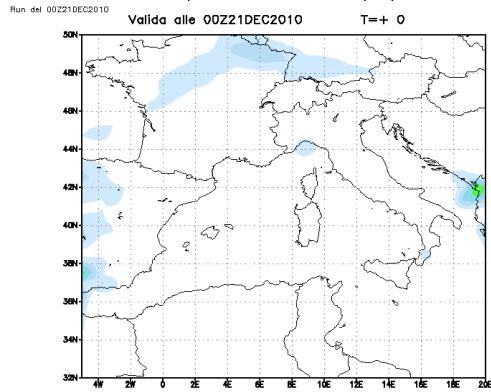 Run del 00Z21DEC2010
Valida alle 00Z21DEC2010 T=+ 0
50N
48N
46N
44N
42N
40N
38N
36N
34N
32N
4W 2W 0 2E 4E 6E 8E 10E 12E 14E 16E 18E 20E